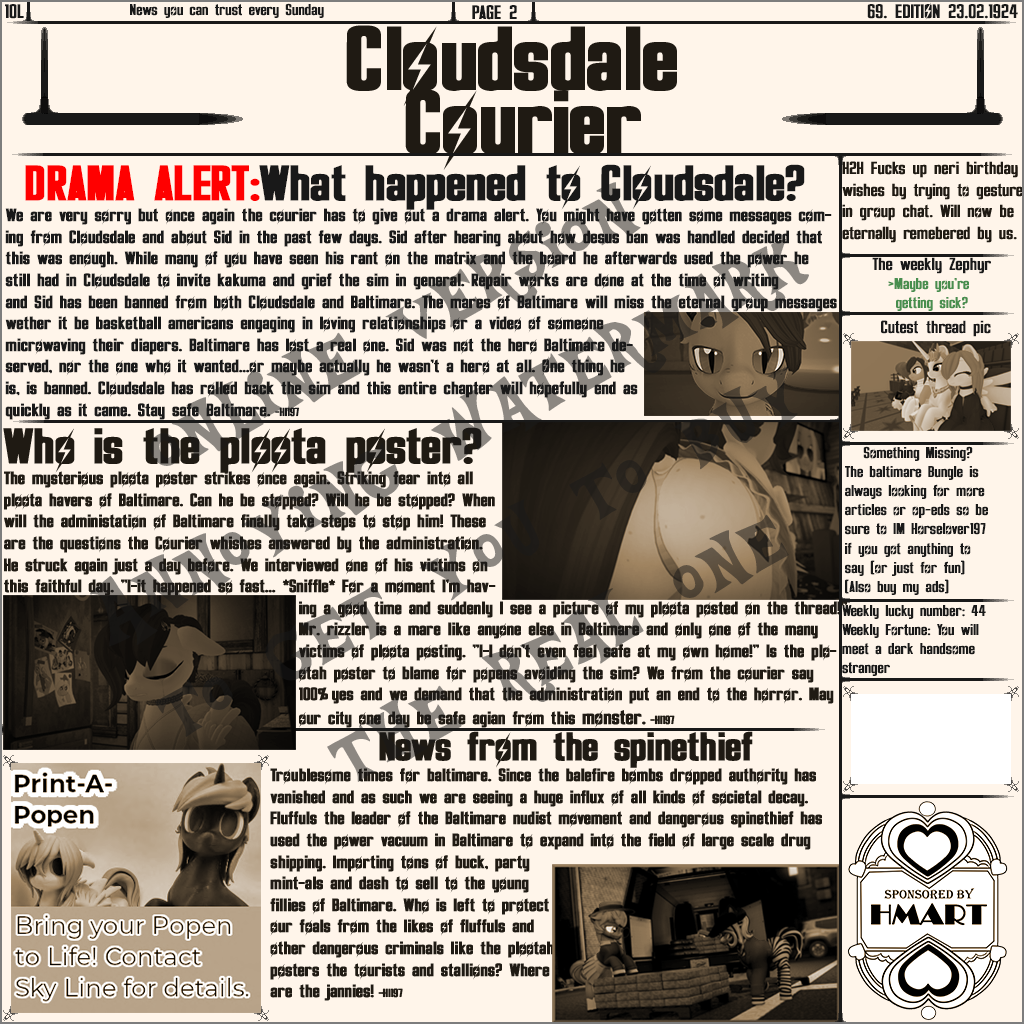 10L
News you can trust every Sunday
PAGE 2
69. EDITION 23.02.1924
Cloudsdale
Courier
DRAMA ALERT:What happened to Cloudsdale?
We are very sorry but once again the courier has to give out a drama alert. You might have gotten some messages com-
ing from Cloudsdale and about Sid in the past few days. Sid after hearing about how Jesus ban was handled decided that
this was enough. While many of you have seen his rant on the matrix and the board he afterwards used the power he
still had in Cloudsdale to invite kakuma and grief the sim in general. Repair works are done at the time of writing
and Sid has been banned from both Cloudsdale and Baltimare. The mares of Baltimare will miss the eternal group messages
wether it be basketball americans engaging in loving relationships or a video of someone
microwaving their diapers. Baltimare has lost a real one. Sid was not the hero Baltimare de-
served, nor the one who it wanted...or maybe actually he wasn't a hero at all. One thing he
is, is banned. Cloudsdale has rolled back the sim and this entire chapter will hopefully end as
quickly as it came. Stay safe Baltimare. -H197
Who is the ploota poster?
The mysterious ploota poster strikes once again. Striking fear into all
ploota havers of Baltimare. Can he be stopped? Will he be stopped? When
will the administation of Baltimare finally take steps to stop him! These
are the questions the Courier whishes answered by the administration.
He struck again just a day before. We interviewed one of his victims on
this faithful day. "I-it happened so fast... *Sniffle* For a moment I'm hav-
ing a good time and suddenly I see a picture of my ploota posted on the thread!
Mr. rizzler is a mare like anyone else in Baltimare and only one of the many
victims of ploota posting. "I-I don't even feel safe at my own home!" Is the plo-
otah poster to blame for popens avoiding the sim? We from the courier say
100% yes and we demand that the administration put an end to the horror. May
our city one day be safe agian from this monster. -H197
News from the spinethief
Troublesome times for baltimare. Since the balefire bombs dropped authority has
vanished and as such we are seeing a huge influx of all kinds of societal decay.
Fluffuls the leader of the Baltimare nudist movement and dangerous spinethief has
used the power vacuum in Baltimare to expand into the field of large scale drug
shipping. Importing tons of buck, party
mint-als and dash to sell to the young
fillies of Baltimare. Who is left to protect
our foals from the likes of fluffuls and
other dangerous criminals like the plootah
posters the tourists and stallions? Where
are the jannies! -H197
Print-A-
Popen
Bring your Popen
to Life! Contact
Sky Line for details.
H2H Fucks up neri birthday
wishes by trying to gesture
in group chat. Will now be
eternally remebered by us.
The weekly Zephyr
>Maybe you're
getting sick?
Cutest thread pic
Something Missing?
The baltimare Bungle is
always looking for more
articles or op-eds so be
sure to IM Horselover197
if you got anything to
say [or just for fun]
[Also buy my ads]
Weekly lucky number: 44
Weekly Fortune: You will
meet a dark handsome
stranger
SPONSORED BY
HMART
ONLINE VERSION
ANNOYING WATERMARK
TO GET YOU TO BUY
THE REAL ONE